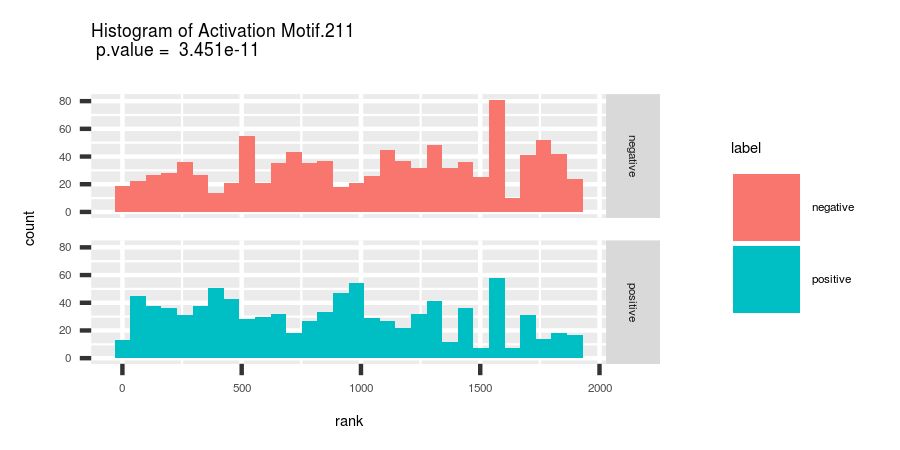 Histogram of Activation Motif.211
p.value =  3.451e-11
80
60
40
20
0
negative
80
60
40
20
0
positive
0 500 1000 1500 2000
rank
count
label
negative
positive